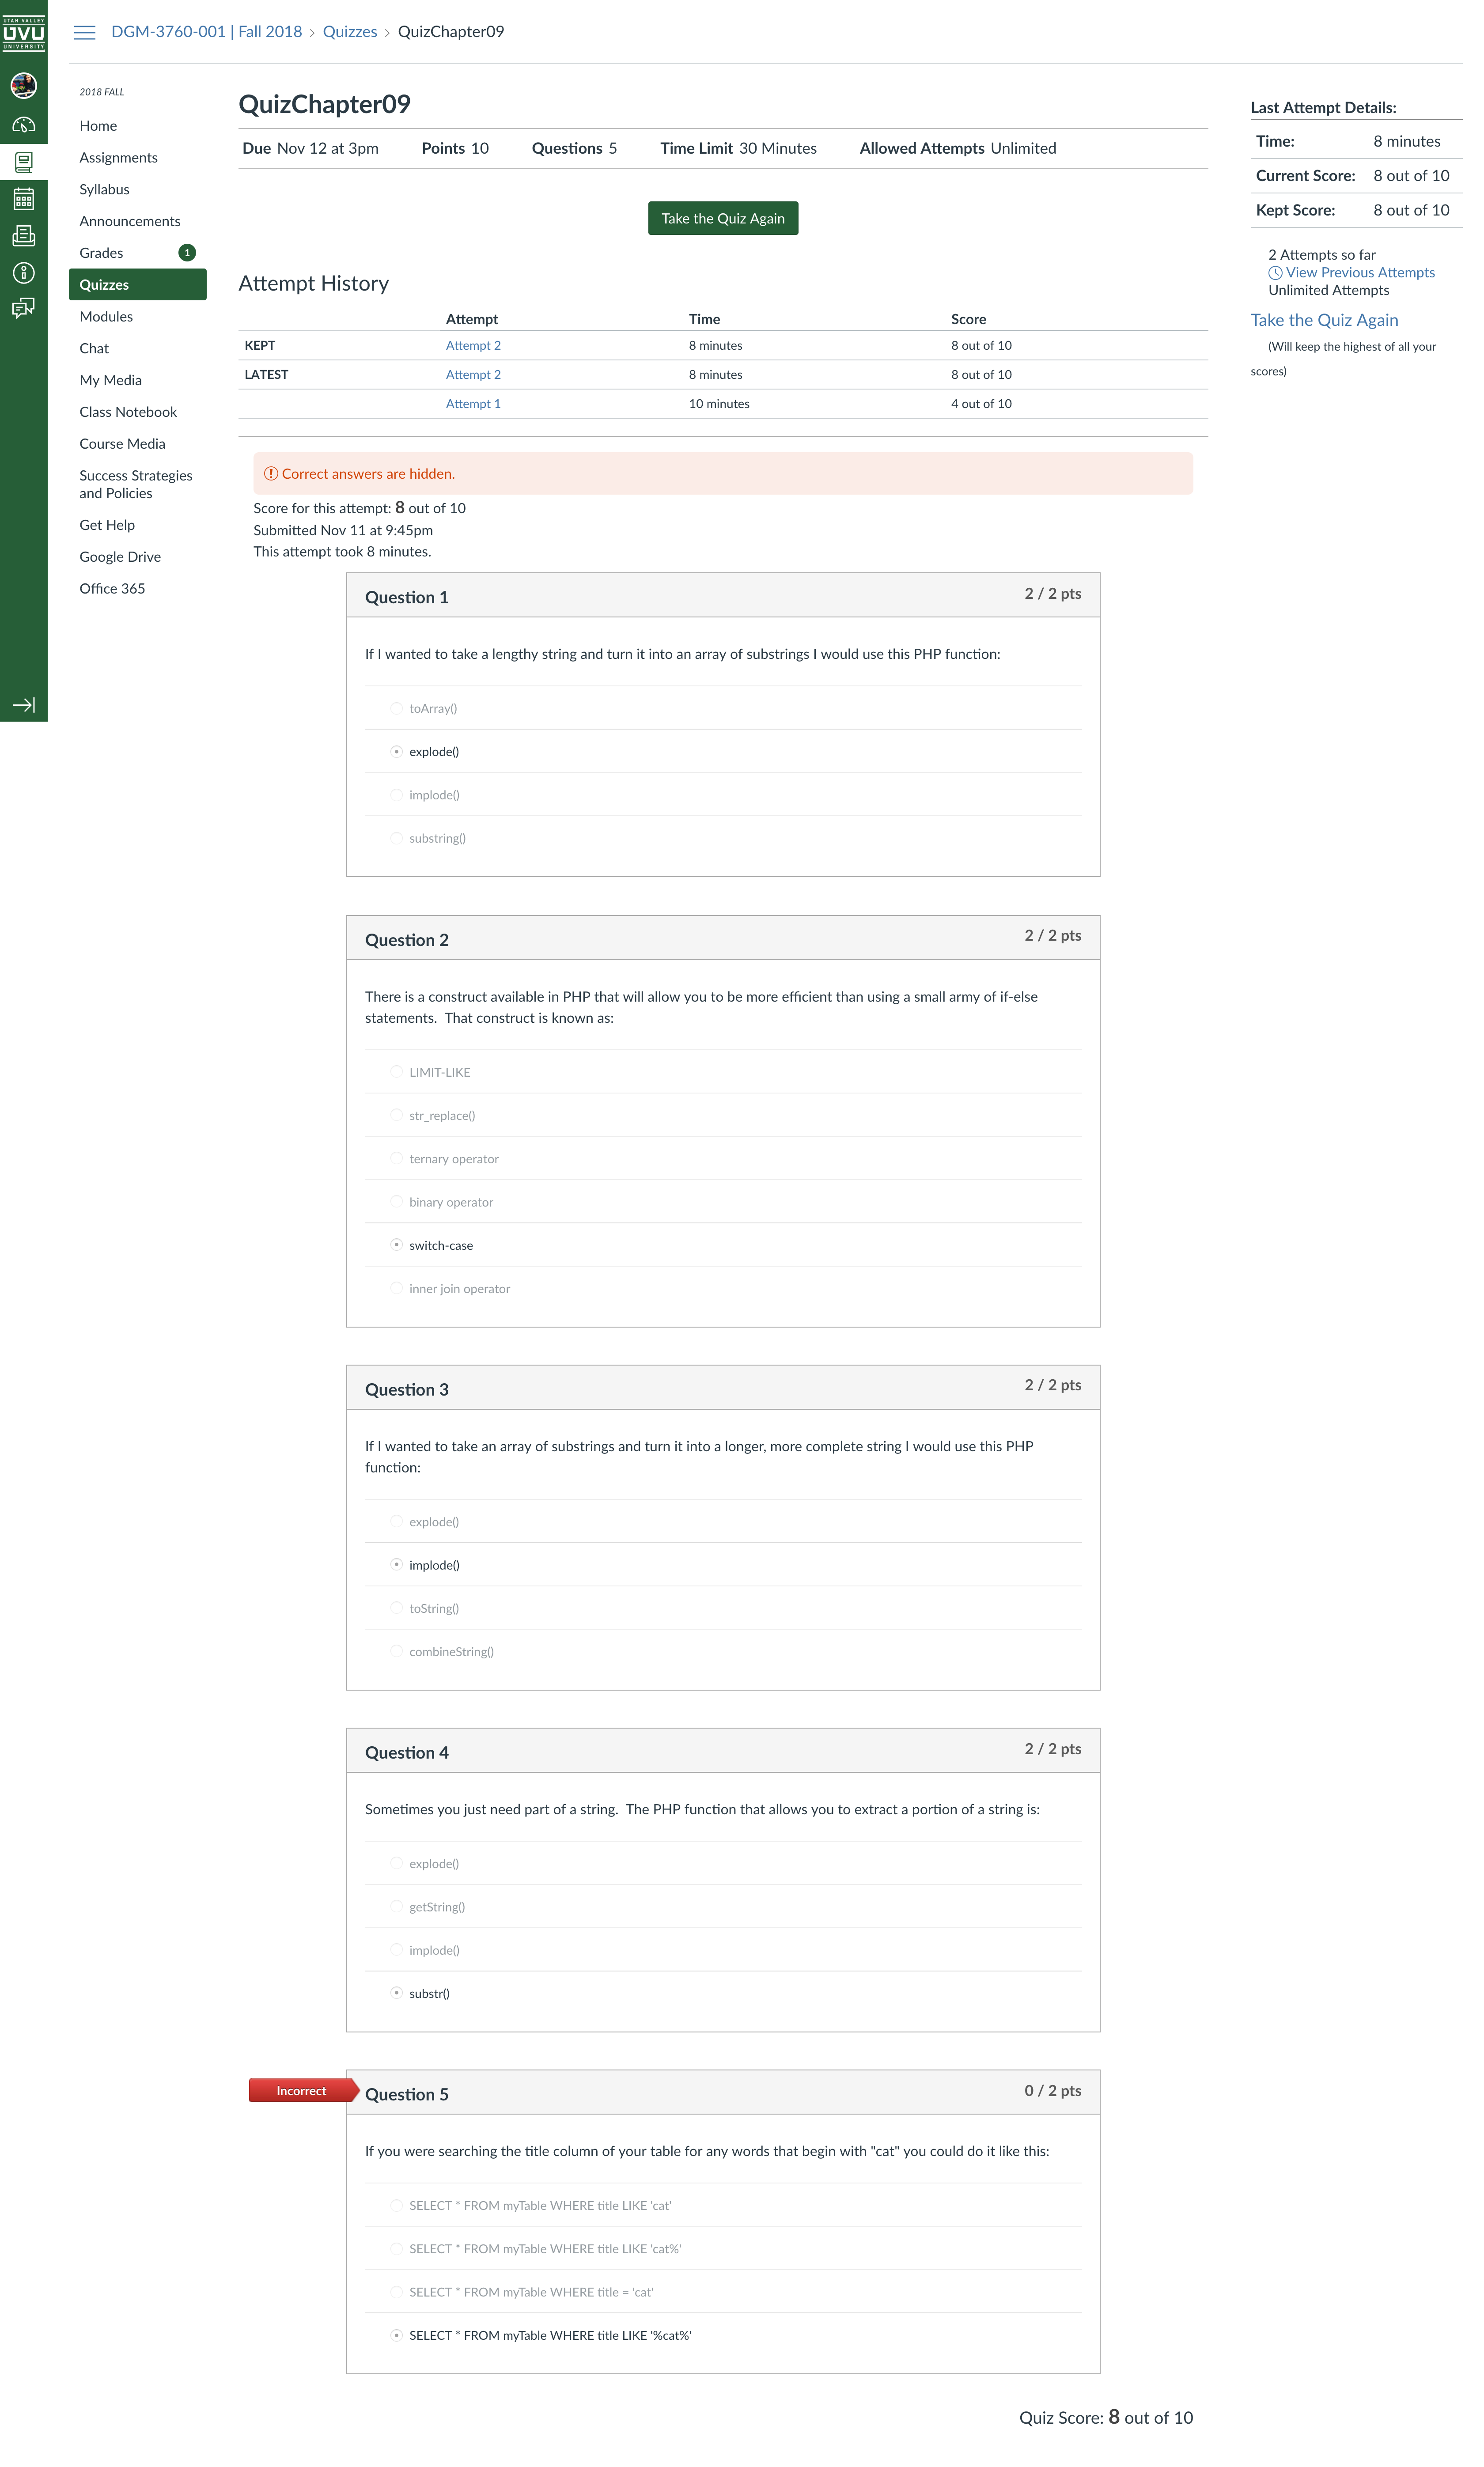 UTAH VALLEY
UVU
UNIVERSITY
DGM-3760-001 | Fall 2018 › Quizzes › QuizChapter09
2018 FALL
Home
Assignments
Syllabus
Announcements
Grades 1
Quizzes
Modules
Chat
My Media
Class Notebook
Course Media
Success Strategies
and Policies
Get Help
Google Drive
Office 365
QuizChapter09
Due Nov 12 at 3pm Points 10 Questions 5 Time Limit 30 Minutes Allowed Attempts Unlimited
Take the Quiz Again
Attempt History
Attempt Time Score
KEPT Attempt 2 8 minutes 8 out of 10
LATEST Attempt 2 8 minutes 8 out of 10
Attempt 1 10 minutes 4 out of 10
Correct answers are hidden.
Score for this attempt: 8 out of 10
Submitted Nov 11 at 9:45pm
This attempt took 8 minutes.
Question 1 2 / 2 pts
If I wanted to take a lengthy string and turn it into an array of substrings I would use this PHP function:
toArray()
explode()
implode()
substring()
Question 2 2 / 2 pts
There is a construct available in PHP that will allow you to be more efficient than using a small army of if-else
statements.  That construct is known as:
LIMIT-LIKE
str_replace()
ternary operator
binary operator
switch-case
inner join operator
Question 3 2 / 2 pts
If I wanted to take an array of substrings and turn it into a longer, more complete string I would use this PHP
function:
explode()
implode()
toString()
combineString()
Question 4 2 / 2 pts
Sometimes you just need part of a string.  The PHP function that allows you to extract a portion of a string is:
explode()
getString()
implode()
substr()
Incorrect
Question 5 0 / 2 pts
If you were searching the title column of your table for any words that begin with "cat" you could do it like this:
SELECT * FROM myTable WHERE title LIKE 'cat'
SELECT * FROM myTable WHERE title LIKE 'cat%'
SELECT * FROM myTable WHERE title = 'cat'
SELECT * FROM myTable WHERE title LIKE '%cat%'
Quiz Score: 8 out of 10
Last Attempt Details:
Time: 8 minutes
Current Score: 8 out of 10
Kept Score: 8 out of 10
2 Attempts so far
View Previous Attempts
Unlimited Attempts
Take the Quiz Again
(Will keep the highest of all your
scores)